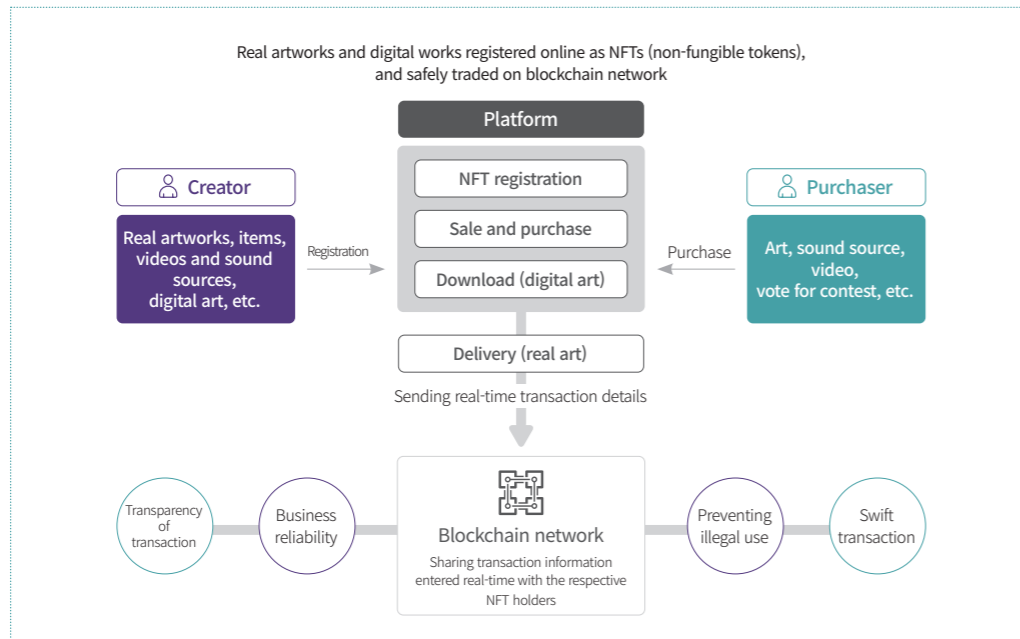 Real artworks and digital works registered online as NFTs (non-fungible tokens),
and safely traded on blockchain network
Platform
Creator
Real artworks, items,
videos and sound
sources,
digital art, etc.
Registration
NFT registration
Sale and purchase
Download (digital art)
Purchase
Purchaser
Art, sound source,
video,
vote for contest, etc.
Delivery (real art)
Sending real-time transaction details
Transparency
of
transaction
Business
reliability
Blockchain network
Sharing transaction information
entered real-time with the respective
NFT holders
Preventing
illegal use
Swift
transaction